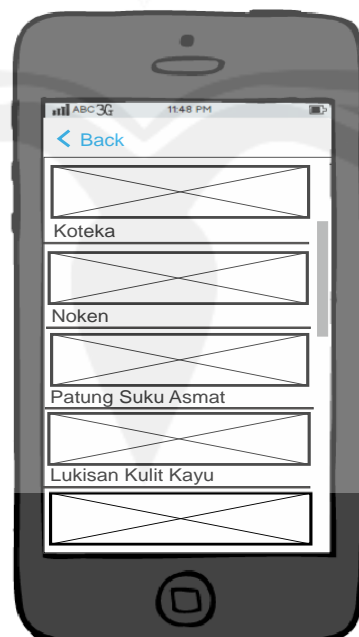 ABC 3G 11:48 PM
< Back
Koteka
Noken
Patung Suku Asmat
Lukisan Kulit Kayu